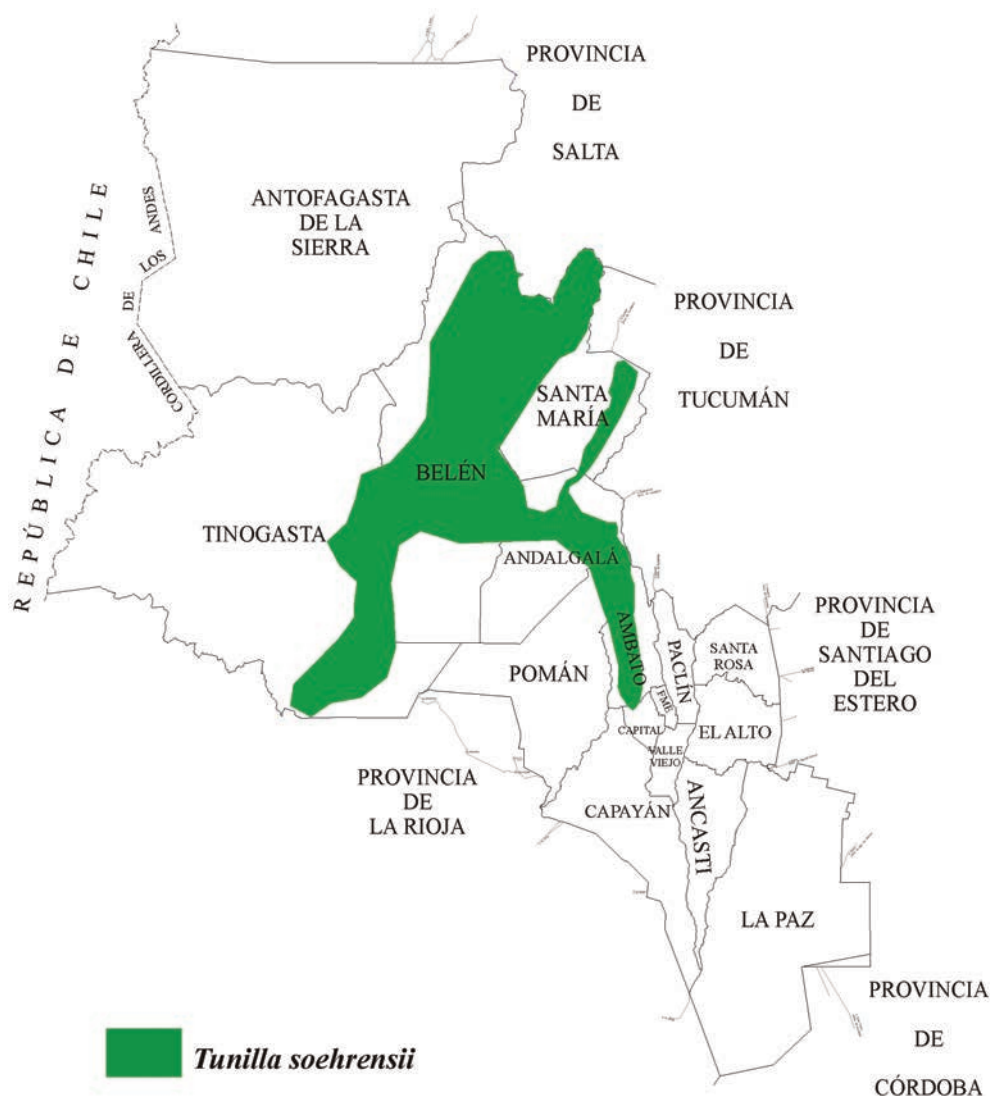 PROVINCIA
DE
SALTA
ANTOFAGASTA
DE LA
SIERRA
REPÚBLICA DE CHILE
CORDILLERA DE LOS ANDES
PROVINCIA
DE
TUCUMÁN
SANTA
MARÍA
BELÉN
TINOGASTA
ANDALGALÁ
AMBATO
PACLÍN
SANTA
ROSA
PROVINCIA
DE
SANTIAGO
DEL
ESTERO
POMÁN
FME
CAPITAL
VALLE
VIEJO
EL ALTO
PROVINCIA
DE
LA RIOJA
CAPAYÁN
ANCASTI
LA PAZ
PROVINCIA
DE
CÓRDOBA
Tunilla soehrensii